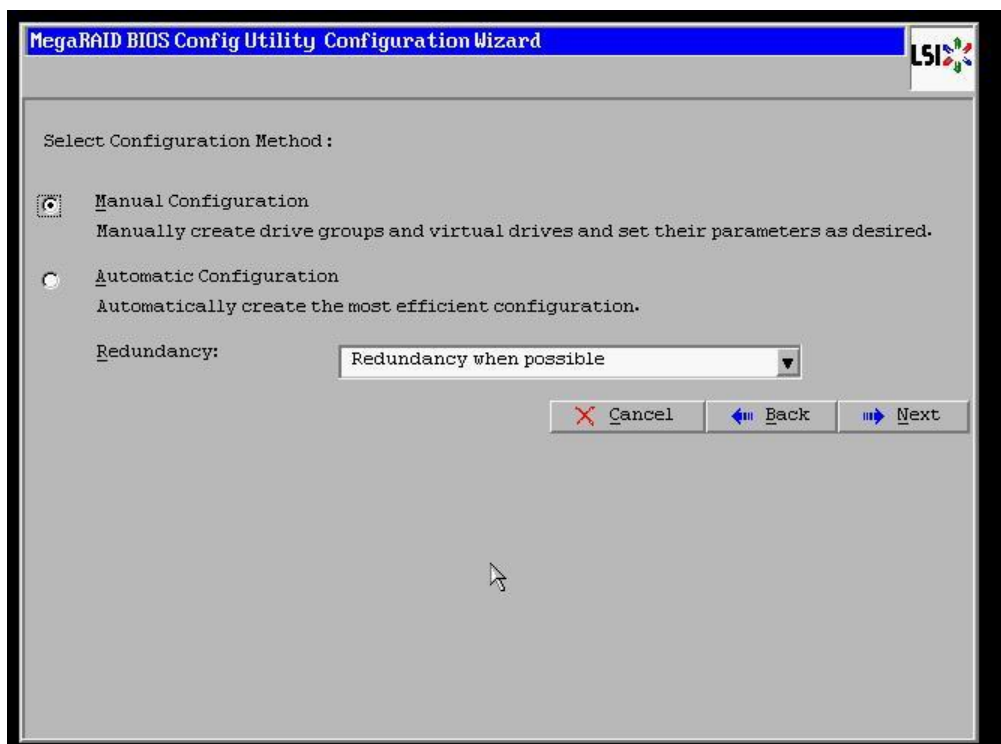 MegaRAID BIOS Config Utility Configuration Wizard
LSI
Select Configuration Method:
Manual Configuration
Manually create drive groups and virtual drives and set their parameters as desired.
Automatic Configuration
Automatically create the most efficient configuration.
Redundancy: Redundancy when possible
Cancel Back Next